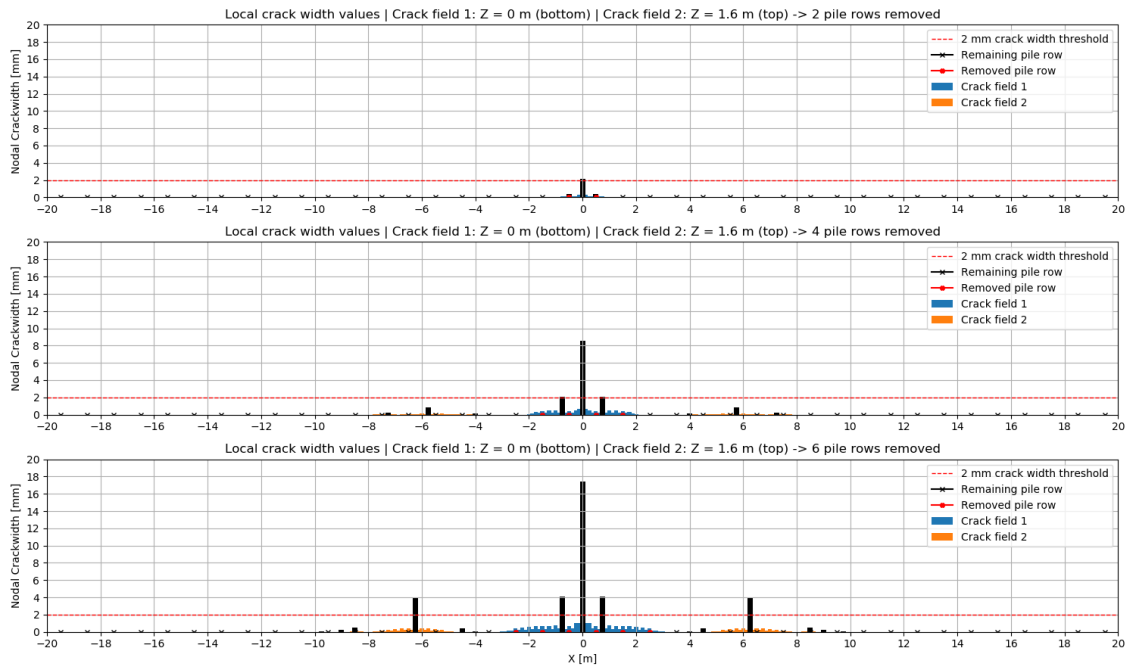 Local crack width values | Crack field 1: Z = 0 m (bottom) | Crack field 2: Z = 1.6 m (top) -> 2 pile rows removed
20
18
16
14
12
10
8
6
4
2
0
Nodal Crackwidth [mm]
2 mm crack width threshold
Remaining pile row
Removed pile row
Crack field 1
Crack field 2
−20 −18 −16 −14 −12 −10 −8 −6 −4 −2 0 2 4 6 8 10 12 14 16 18 20
Local crack width values | Crack field 1: Z = 0 m (bottom) | Crack field 2: Z = 1.6 m (top) -> 4 pile rows removed
20
18
16
14
12
10
8
6
4
2
0
Nodal Crackwidth [mm]
2 mm crack width threshold
Remaining pile row
Removed pile row
Crack field 1
Crack field 2
−20 −18 −16 −14 −12 −10 −8 −6 −4 −2 0 2 4 6 8 10 12 14 16 18 20
Local crack width values | Crack field 1: Z = 0 m (bottom) | Crack field 2: Z = 1.6 m (top) -> 6 pile rows removed
20
18
16
14
12
10
8
6
4
2
0
Nodal Crackwidth [mm]
2 mm crack width threshold
Remaining pile row
Removed pile row
Crack field 1
Crack field 2
−20 −18 −16 −14 −12 −10 −8 −6 −4 −2 0 2 4 6 8 10 12 14 16 18 20
X [m]